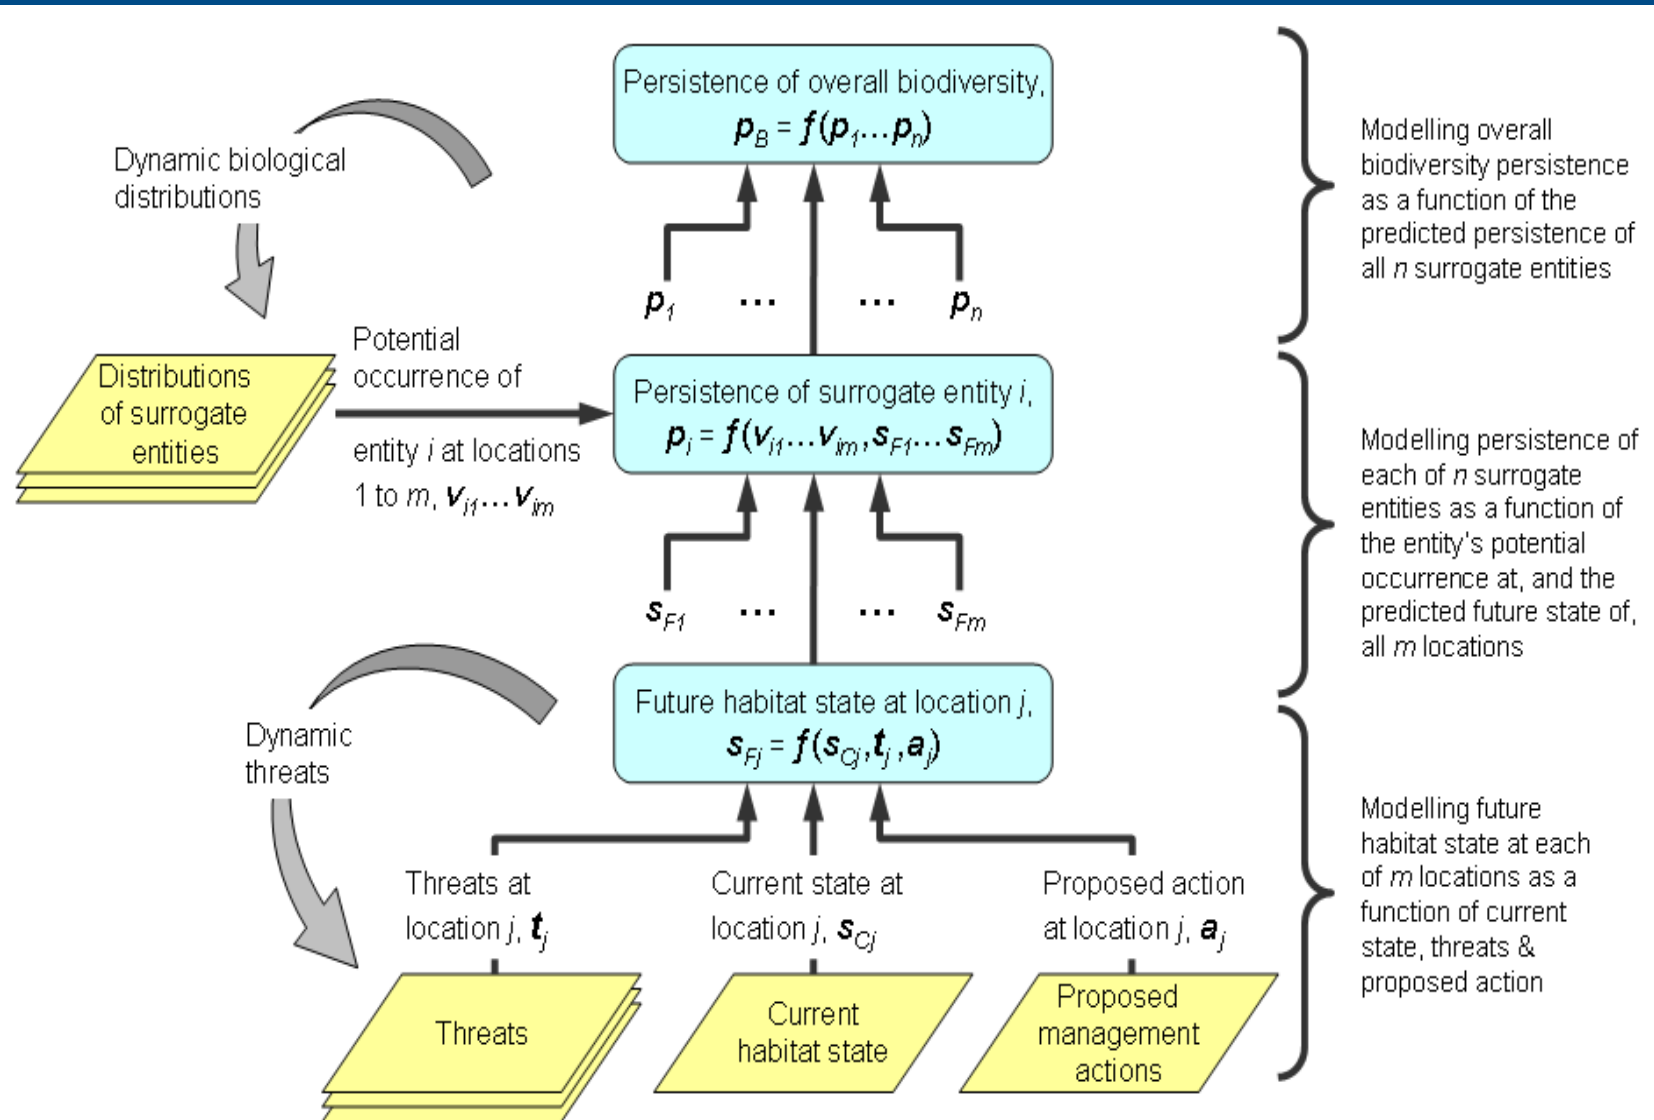 Persistence of overall biodiversity,
p_B = f(p_1…p_n)
Dynamic biological
distributions
Modelling overall
biodiversity persistence
as a function of the
predicted persistence of
all n surrogate entities
p_1 … … p_n
Distributions
of surrogate
entities
Potential
occurrence of
entity i at locations
1 to m, v_i1…v_im
Persistence of surrogate entity i,
p_i = f(v_i1…v_im, s_F1…s_Fm)
Modelling persistence of
each of n surrogate
entities as a function of
the entity's potential
occurrence at, and the
predicted future state of,
all m locations
s_F1 … … s_Fm
Dynamic
threats
Future habitat state at location j,
s_Fj = f(s_Cj, t_j, a_j)
Modelling future
habitat state at each
of m locations as a
function of current
state, threats &
proposed action
Threats at
location j, t_j
Current state at
location j, s_Cj
Proposed action
at location j, a_j
Threats
Current
habitat state
Proposed
management
actions